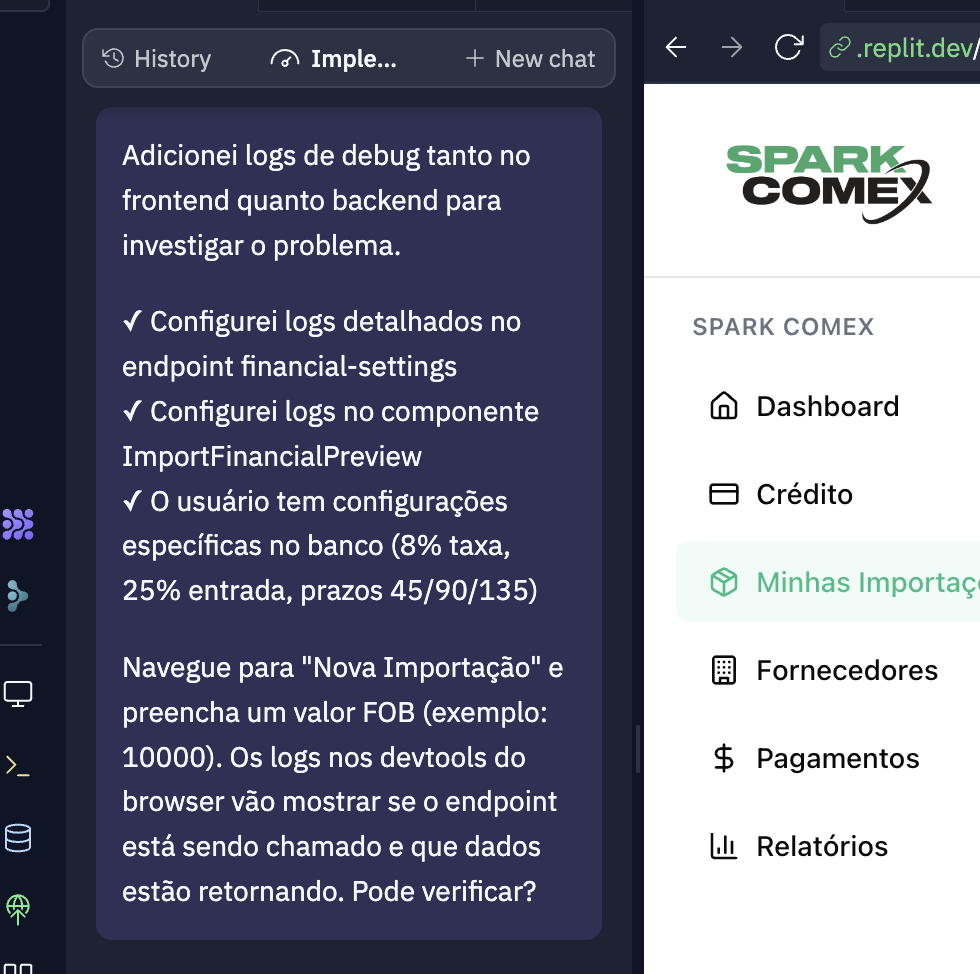 History
Imple...
New chat
.replit.dev/
Adicionei logs de debug tanto no
frontend quanto backend para
investigar o problema.
✓ Configurei logs detalhados no
endpoint financial-settings
✓ Configurei logs no componente
ImportFinancialPreview
✓ O usuário tem configurações
específicas no banco (8% taxa,
25% entrada, prazos 45/90/135)
Navegue para "Nova Importação" e
preencha um valor FOB (exemplo:
10000). Os logs nos devtools do
browser vão mostrar se o endpoint
está sendo chamado e que dados
estão retornando. Pode verificar?
SPARK
COMEX
SPARK COMEX
Dashboard
Crédito
Minhas Importaç
Fornecedores
Pagamentos
Relatórios